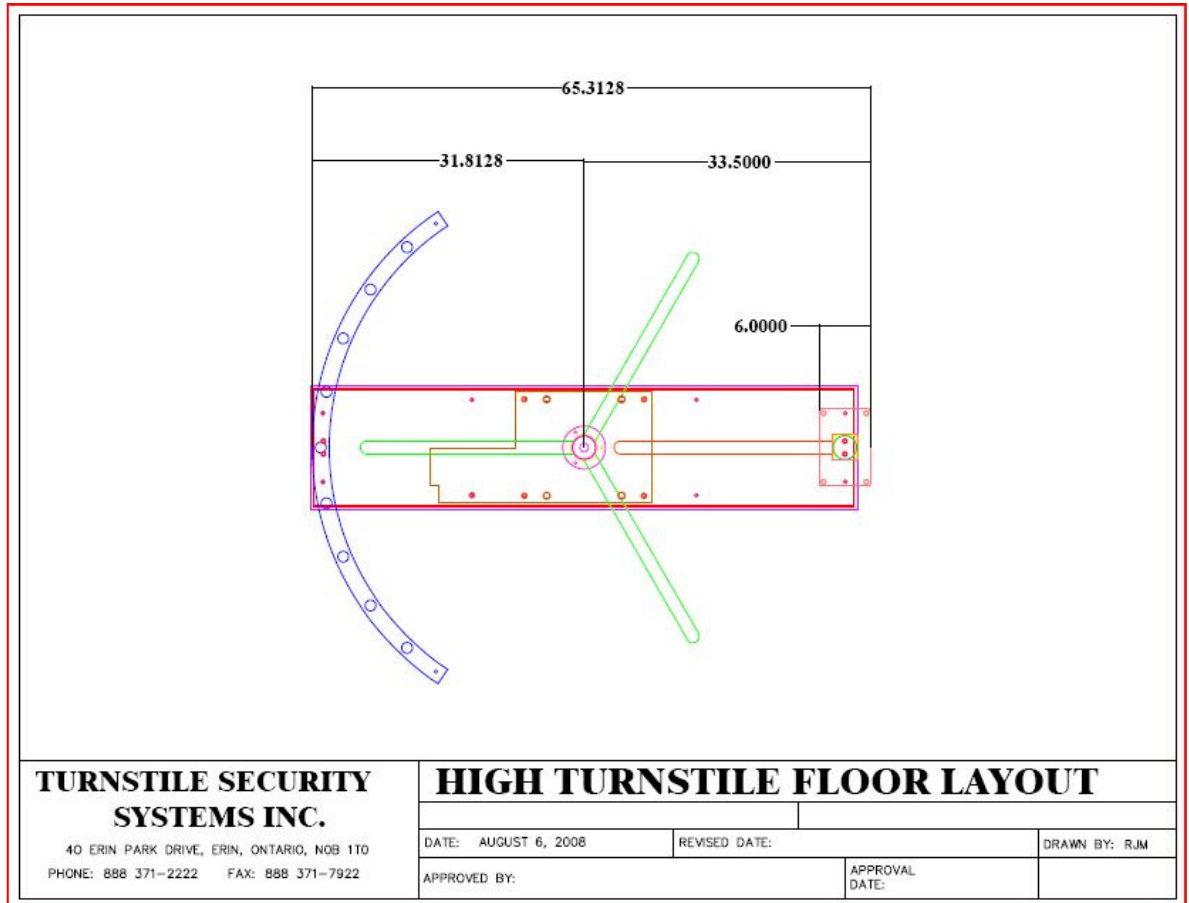 65.3128
31.8128
33.5000
6.0000
TURNSTILE SECURITY
SYSTEMS INC.
40 ERIN PARK DRIVE, ERIN, ONTARIO, N0B 1T0
PHONE: 888 371-2222 FAX: 888 371-7922
HIGH TURNSTILE FLOOR LAYOUT
DATE: AUGUST 6, 2008
REVISED DATE:
DRAWN BY: RJM
APPROVED BY:
APPROVAL
DATE: